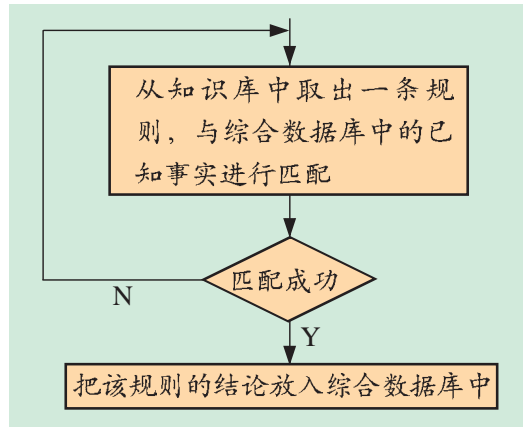 从知识库中取出一条规
则，与综合数据库中的已
知事实进行匹配
匹配成功
N
Y
把该规则的结论放入综合数据库中